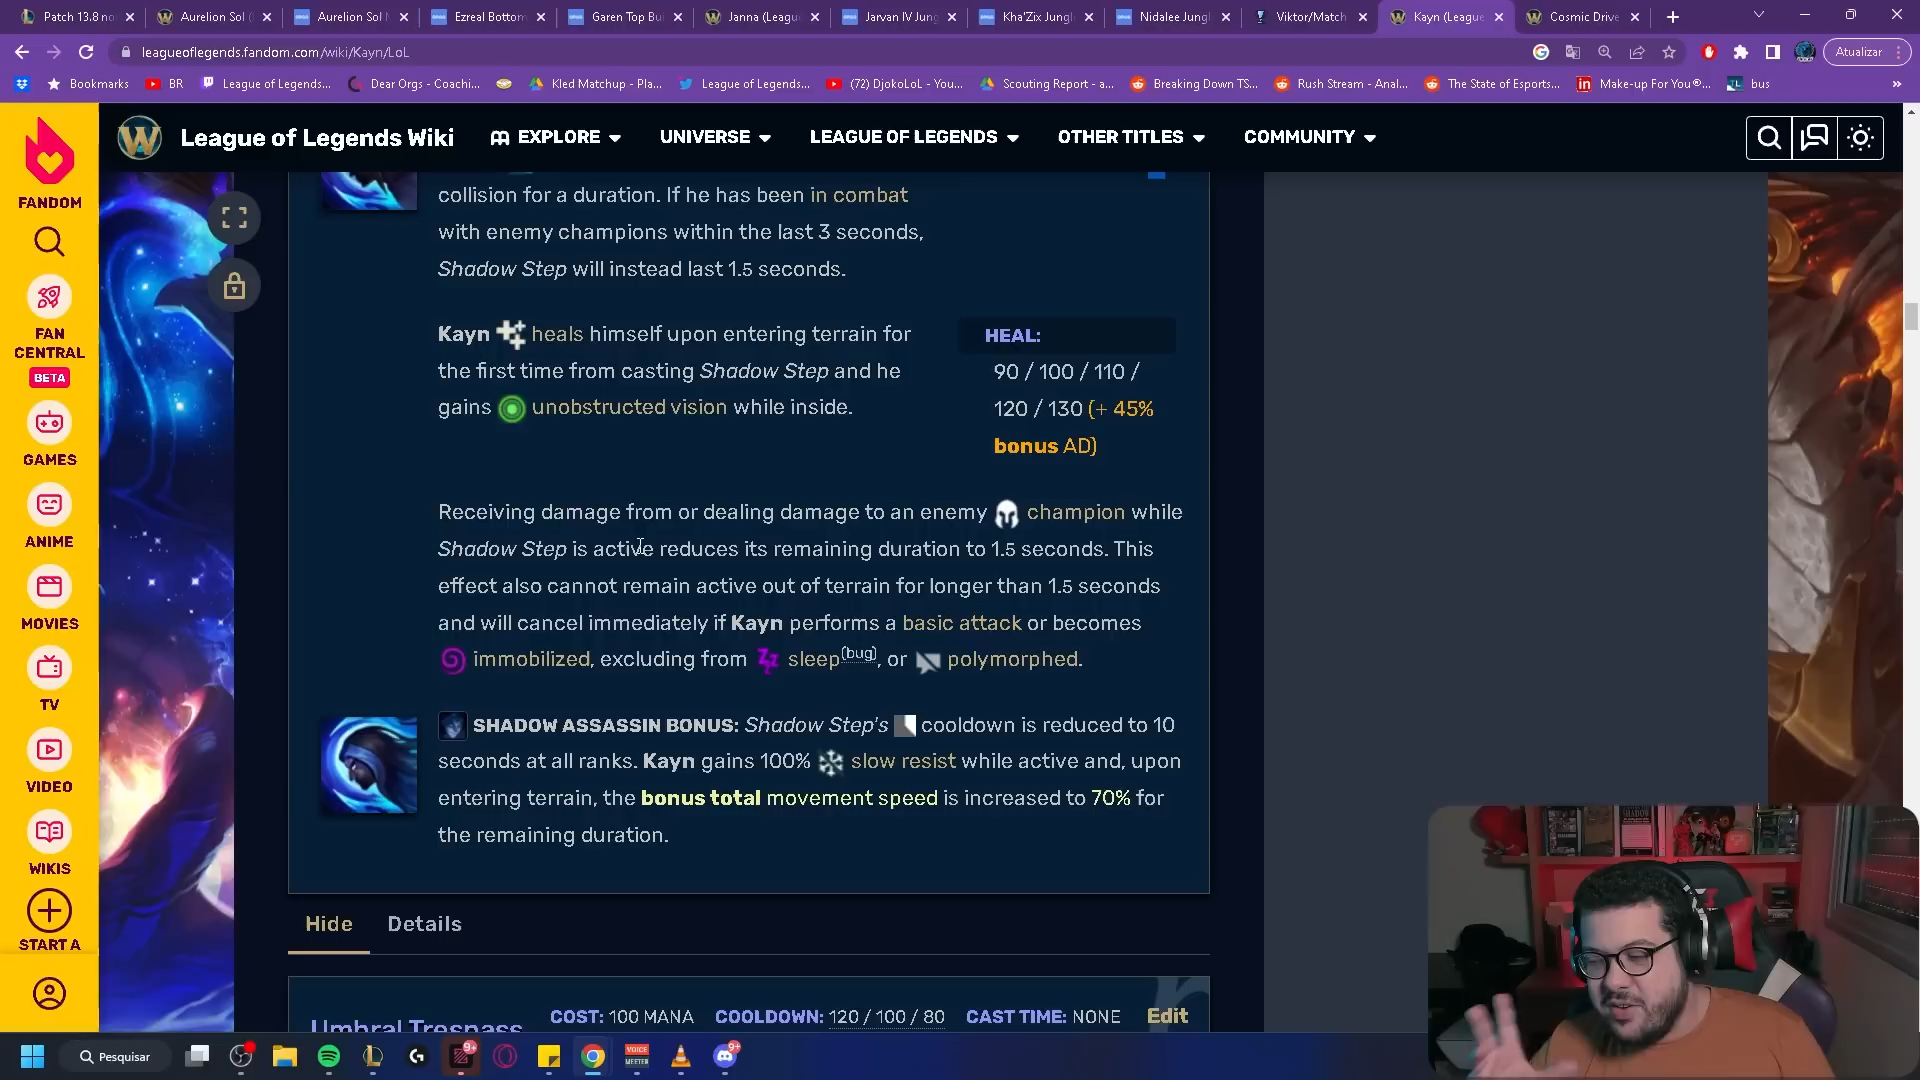 Patch 13.8 no
Aurelion Sol (
Aurelion Sol M
Ezreal Bottom
Garen Top Bu
Janna (Leagu
Jarvan IV Jung
Kha'Zix Jungl
Nidalee Jungl
Viktor/Match
Kayn (League
Cosmic Drive
leagueoflegends.fandom.com/wiki/Kayn/LoL
Atualizar
Bookmarks
BR
League of Legends...
Dear Orgs - Coachi...
Kled Matchup - Pla...
League of Legends...
(72) DjokoLoL - You...
Scouting Report - a...
Breaking Down TS...
Rush Stream - Anal...
The State of Esports...
Make-up For You®...
bus
League of Legends Wiki
EXPLORE
UNIVERSE
LEAGUE OF LEGENDS
OTHER TITLES
COMMUNITY
FANDOM
FAN
CENTRAL
BETA
GAMES
ANIME
MOVIES
TV
VIDEO
WIKIS
START A
collision for a duration. If he has been in combat
with enemy champions within the last 3 seconds,
Shadow Step will instead last 1.5 seconds.
Kayn heals himself upon entering terrain for
the first time from casting Shadow Step and he
gains unobstructed vision while inside.
HEAL:
90 / 100 / 110 /
120 / 130 (+ 45%
bonus AD)
Receiving damage from or dealing damage to an enemy champion while
Shadow Step is active reduces its remaining duration to 1.5 seconds. This
effect also cannot remain active out of terrain for longer than 1.5 seconds
and will cancel immediately if Kayn performs a basic attack or becomes
immobilized, excluding from sleep(bug), or polymorphed.
SHADOW ASSASSIN BONUS: Shadow Step's cooldown is reduced to 10
seconds at all ranks. Kayn gains 100% slow resist while active and, upon
entering terrain, the bonus total movement speed is increased to 70% for
the remaining duration.
Hide
Details
Umbral Trespass
COST: 100 MANA
COOLDOWN: 120 / 100 / 80
CAST TIME: NONE
Edit
Pesquisar
9+
VOICE
MEETER
9+